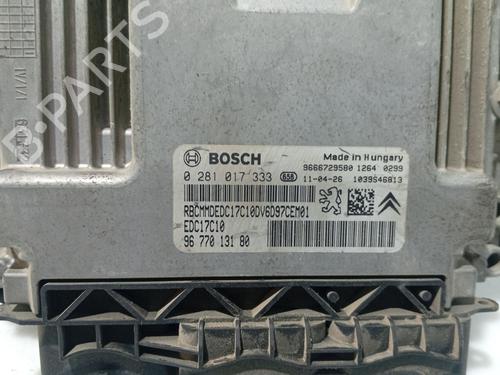 BOSCH
Made in Hungary
0 281 017 333 658
9666729580 1264 0299
11-04-26 1039S46813
RBCMMDEDC17C10DV6D97CEM01
EDC17C10
96 770 131 80
B-PARTS